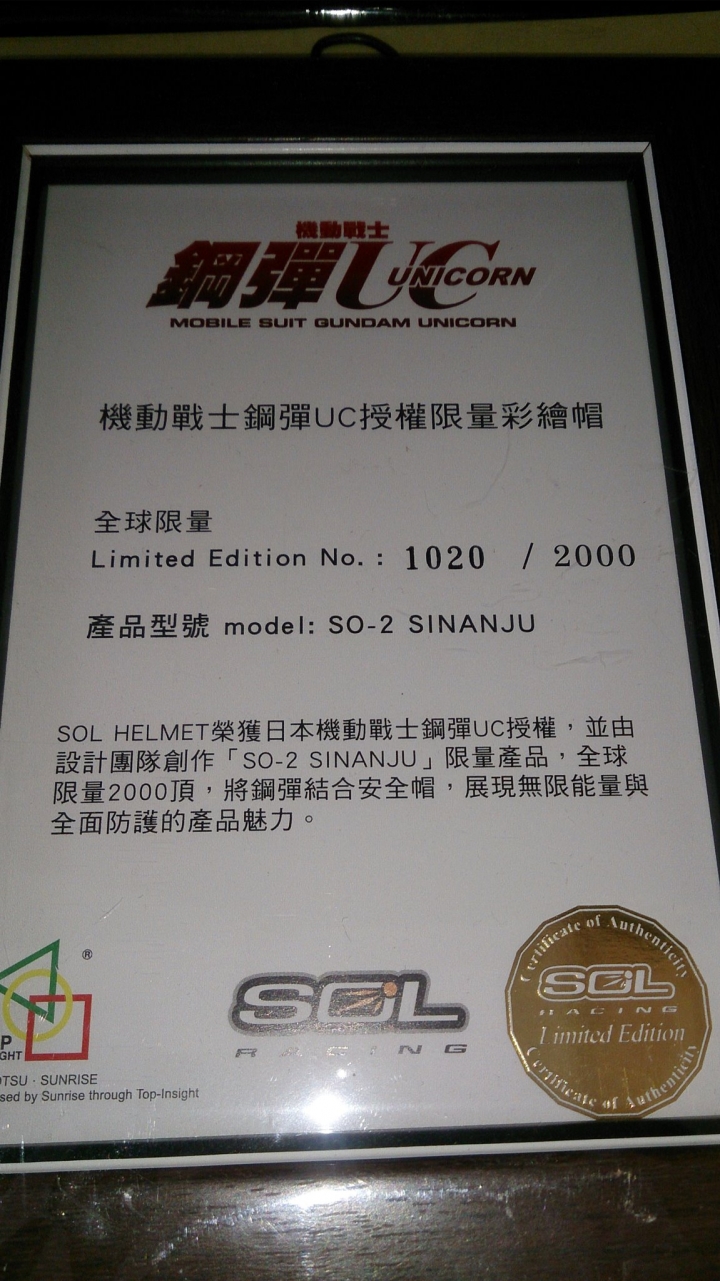 機動戰士
鋼彈UC UNICORN
MOBILE SUIT GUNDAM UNICORN
機動戰士鋼彈UC授權限量彩繪帽
全球限量
Limited Edition No. : 1020 / 2000
產品型號 model: SO-2 SINANJU
SOL HELMET榮獲日本機動戰士鋼彈UC授權，並由
設計團隊創作「SO-2 SINANJU」限量產品，全球
限量2000頂，將鋼彈結合安全帽，展現無限能量與
全面防護的產品魅力。
®
P
GHT
OTSU · SUNRISE
sed by Sunrise through Top-Insight
SOL
RACING
Certificate of Authenticity
SOL
RACING
Limited Edition
Certificate of Authenticity